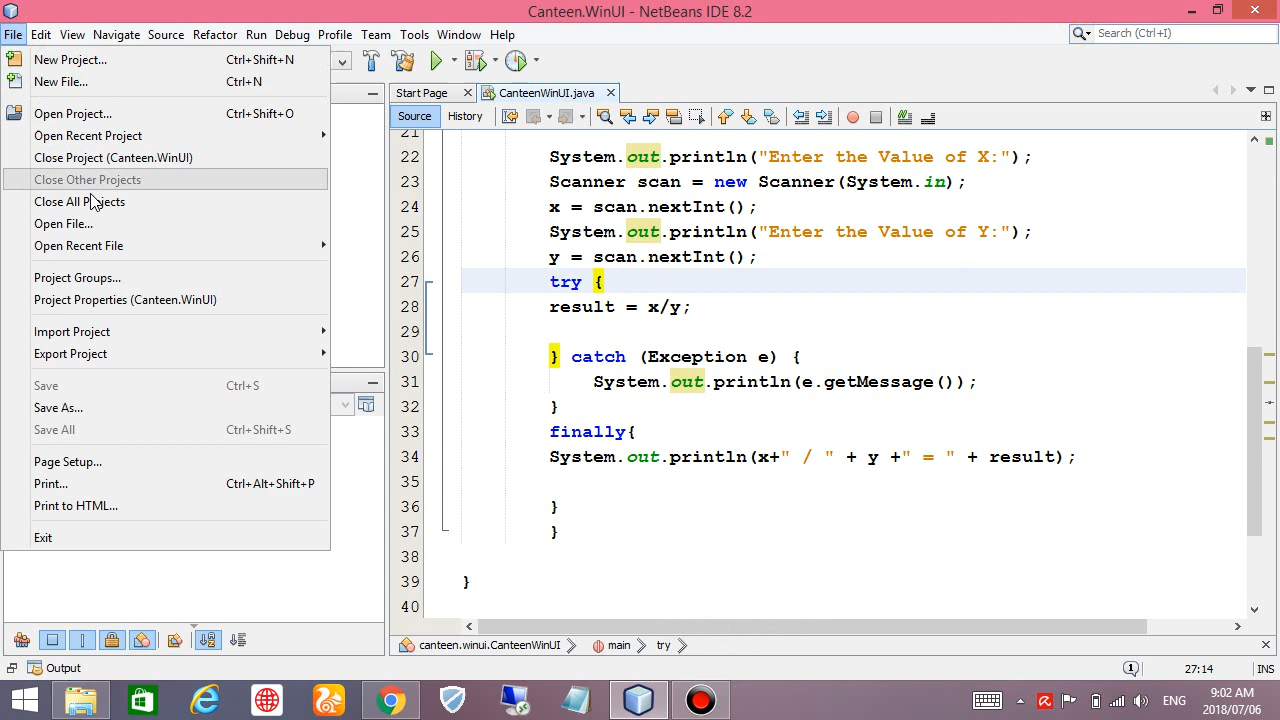 Canteen.WinUI - NetBeans IDE 8.2
File Edit View Navigate Source Refactor Run Debug Profile Team Tools Window Help
Search (Ctrl+I)
New Project... Ctrl+Shift+N
New File... Ctrl+N
Open Project... Ctrl+Shift+O
Open Recent Project
Close Project (Canteen.WinUI)
Close Other Projects
Close All Projects
Open File...
Open Recent File
Project Groups...
Project Properties (Canteen.WinUI)
Import Project
Export Project
Save Ctrl+S
Save As...
Save All Ctrl+Shift+S
Page Setup...
Print... Ctrl+Alt+Shift+P
Print to HTML...
Exit
Start Page CanteenWinUI.java
Source History
21
22 System.out.println("Enter the Value of X:");
23 Scanner scan = new Scanner(System.in);
24 x = scan.nextInt();
25 System.out.println("Enter the Value of Y:");
26 y = scan.nextInt();
27 try {
28 result = x/y;
29
30 } catch (Exception e) {
31 System.out.println(e.getMessage());
32 }
33 finally{
34 System.out.println(x+" / " + y +" = " + result);
35
36 }
37 }
38
39 }
40
canteen.winui.CanteenWinUI main try
Output
1 27:14 INS
ENG
9:02 AM
2018/07/06